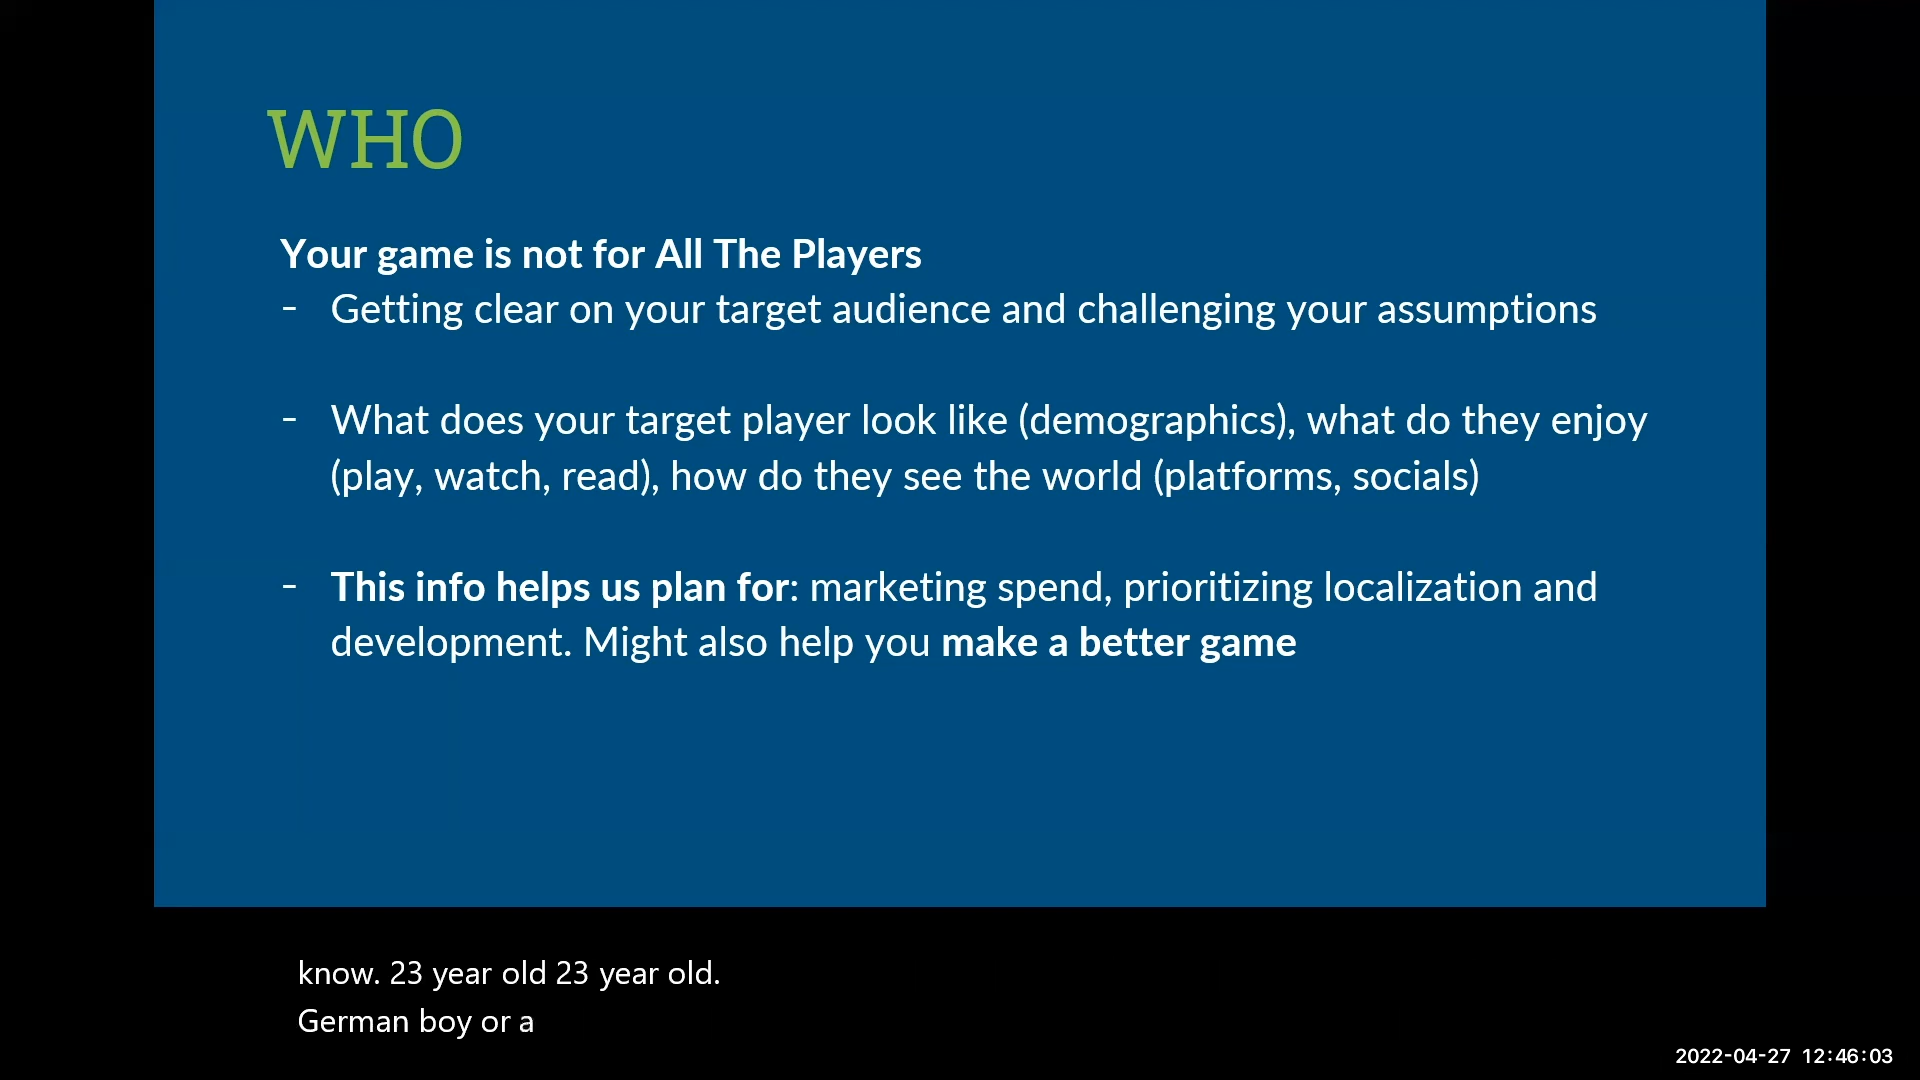 WHO
Your game is not for All The Players
- Getting clear on your target audience and challenging your assumptions
- What does your target player look like (demographics), what do they enjoy
(play, watch, read), how do they see the world (platforms, socials)
- This info helps us plan for: marketing spend, prioritizing localization and
development. Might also help you make a better game
know. 23 year old 23 year old.
German boy or a
2022-04-27 12:46:03